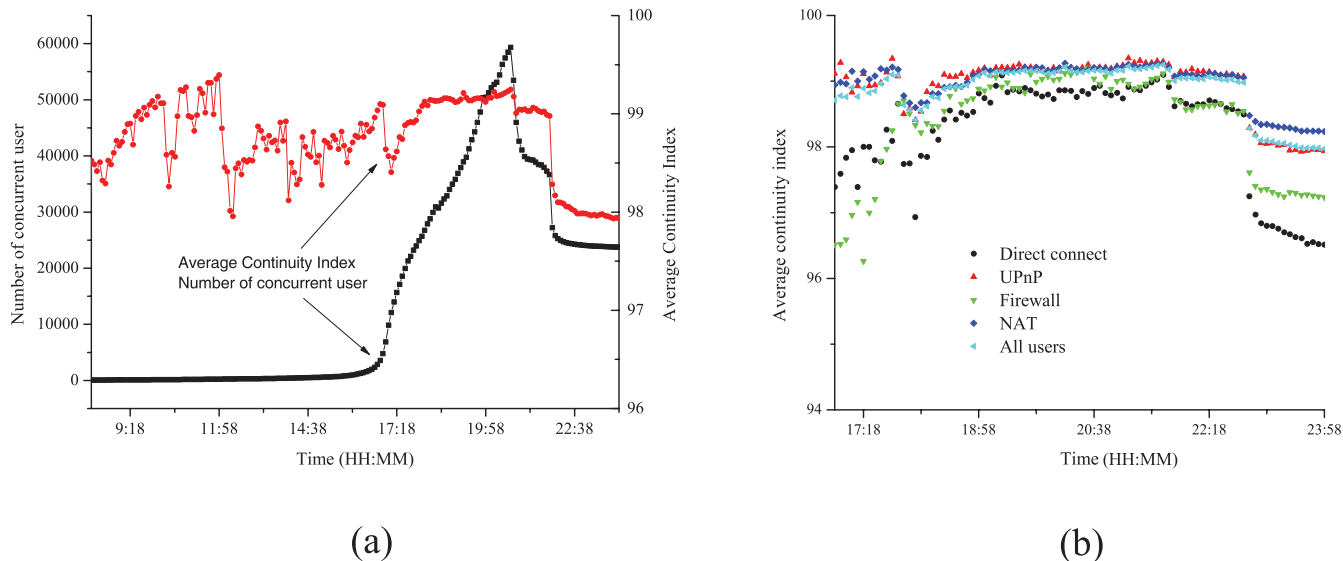 100
60000
50000
99
40000
30000
98
20000
97
10000
0
96
Number of concurrent user
Average Continuity Index
Average Continuity Index
Number of concurrent user
9:18
11:58
14:38
17:18
19:58
22:38
Time (HH:MM)
(a)
100
98
96
94
Average continuity index
Direct connect
UPnP
Firewall
NAT
All users
17:18
18:58
20:38
22:18
23:58
Time (HH:MM)
(b)